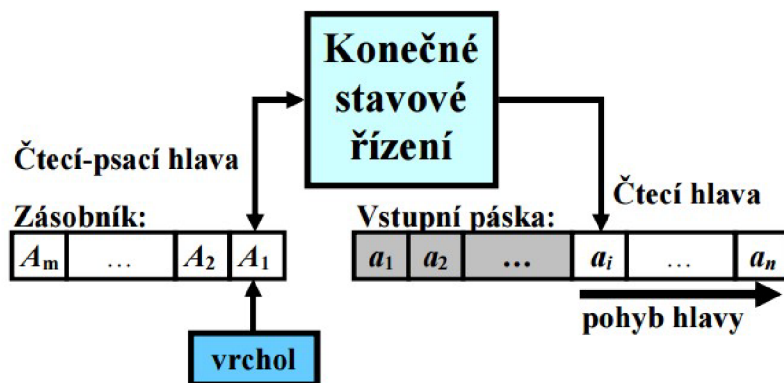 Konečné
stavové
řízení
Čtecí-psací hlava
Čtecí hlava
Zásobník:
Vstupní páska:
Am … A2 A1
a1 a2 … ai … an
pohyb hlavy
vrchol